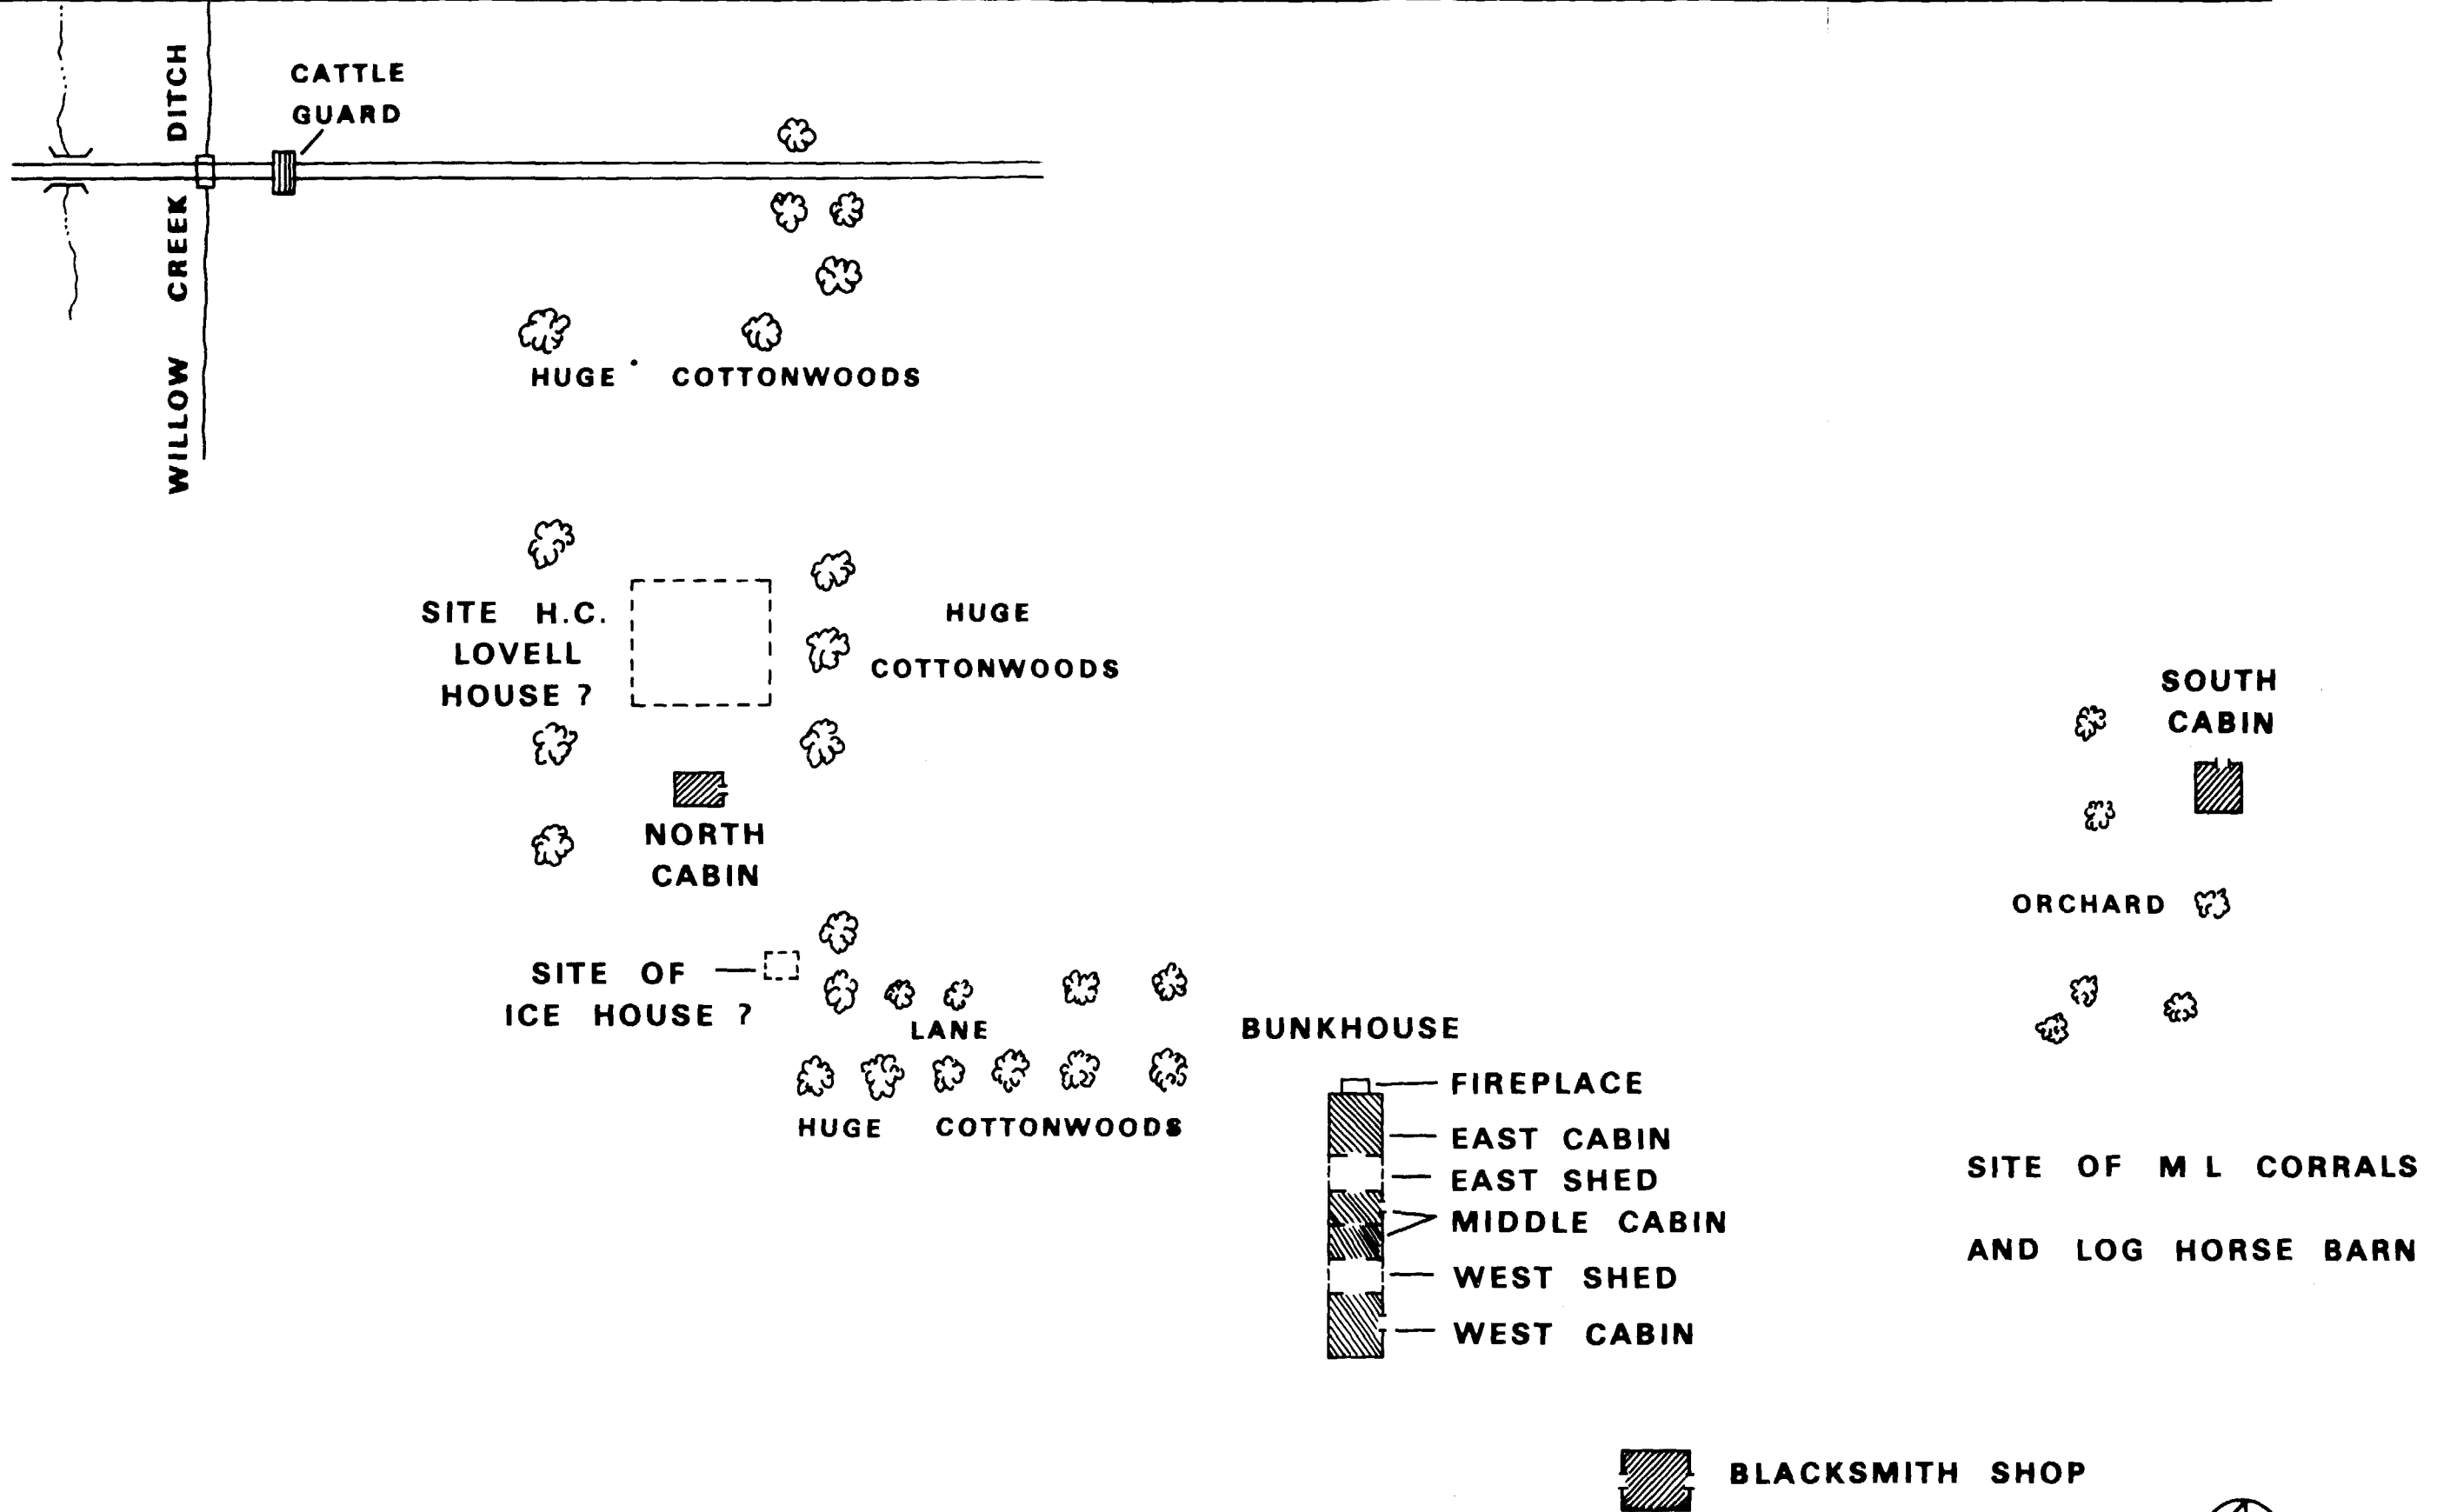 CATTLE
GUARD
WILLOW CREEK DITCH
HUGE COTTONWOODS
SITE H.C.
LOVELL
HOUSE ?
HUGE
COTTONWOODS
SOUTH
CABIN
NORTH
CABIN
ORCHARD
SITE OF
ICE HOUSE ?
LANE
HUGE COTTONWOODS
BUNKHOUSE
FIREPLACE
EAST CABIN
EAST SHED
MIDDLE CABIN
WEST SHED
WEST CABIN
SITE OF M L CORRALS
AND LOG HORSE BARN
BLACKSMITH SHOP